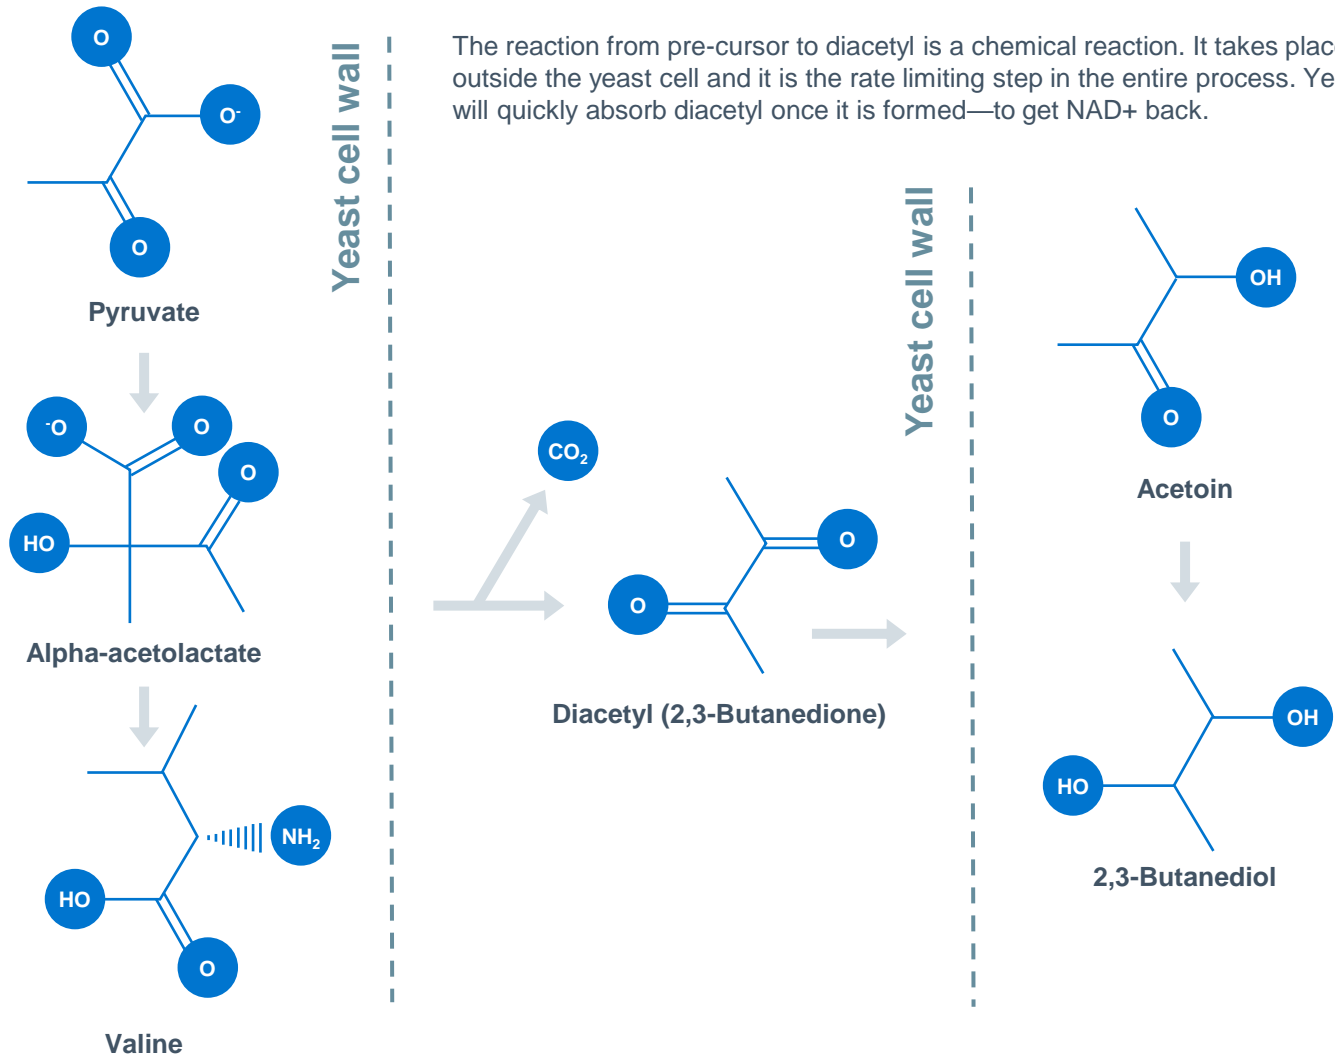 The reaction from pre-cursor to diacetyl is a chemical reaction. It takes
outside the yeast cell and it is the rate limiting step in the entire process.
will quickly absorb diacetyl once it is formed—to get NAD+ back.
Yeast cell wall
O
O-
O
Pyruvate
-O
O
O
HO
Alpha-acetolactate
NH2
HO
O
Valine
CO2
O
O
Diacetyl (2,3-Butanedione)
Yeast cell wall
OH
O
Acetoin
OH
HO
2,3-Butanediol